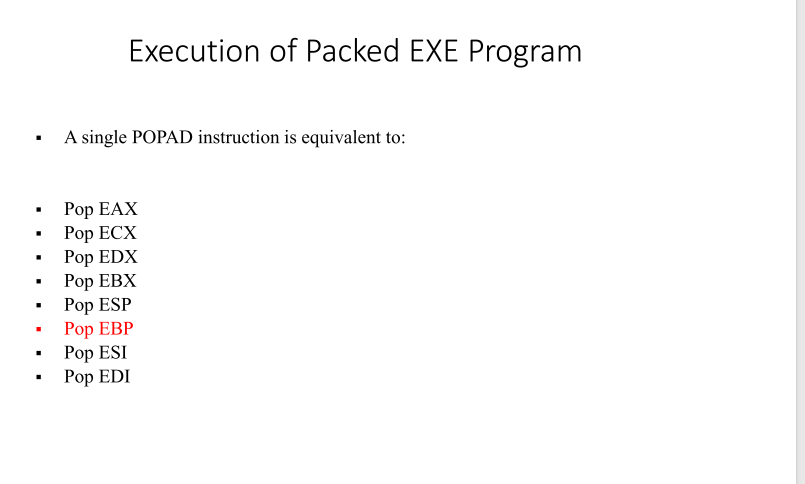 Execution of Packed EXE Program
▪ A single POPAD instruction is equivalent to:
▪ Pop EAX
▪ Pop ECX
▪ Pop EDX
▪ Pop EBX
▪ Pop ESP
▪ Pop EBP
▪ Pop ESI
▪ Pop EDI